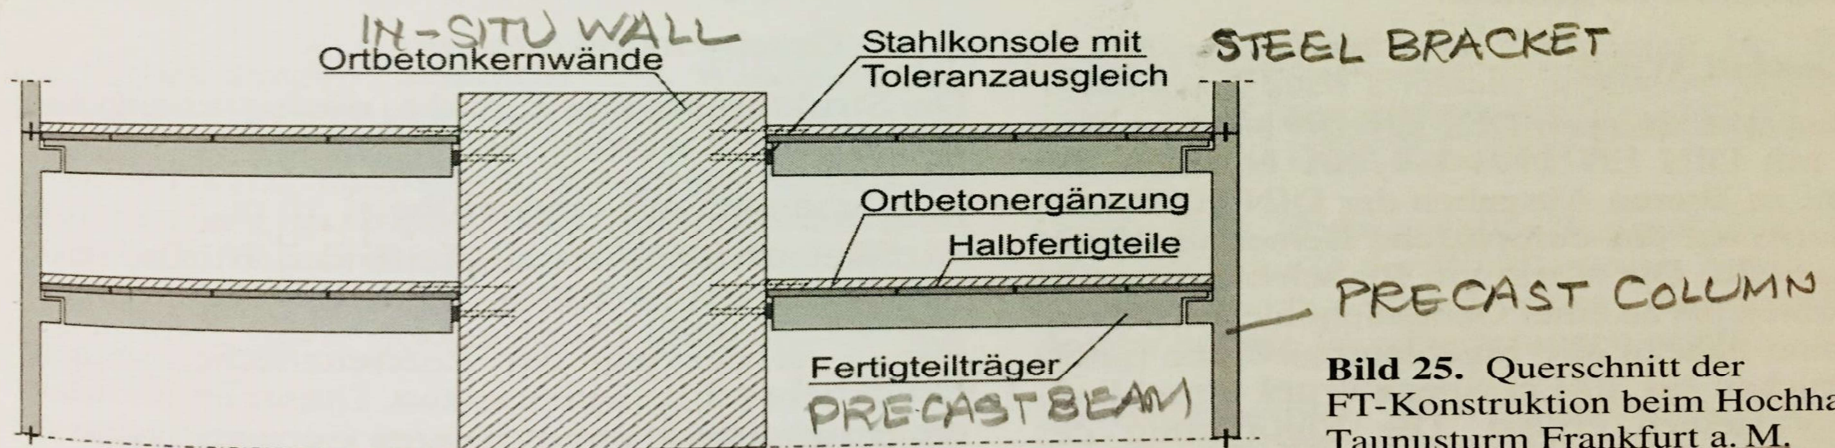 IN-SITU WALL
Ortbetonkernwände
Stahlkonsole mit
Toleranzausgleich
STEEL BRACKET
Ortbetonergänzung
Halbfertigteile
PRECAST COLUMN
Fertigteilträger
PRECAST BEAM
Bild 25. Querschnitt der
FT-Konstruktion beim Hochha
Taunusturm Frankfurt a. M.